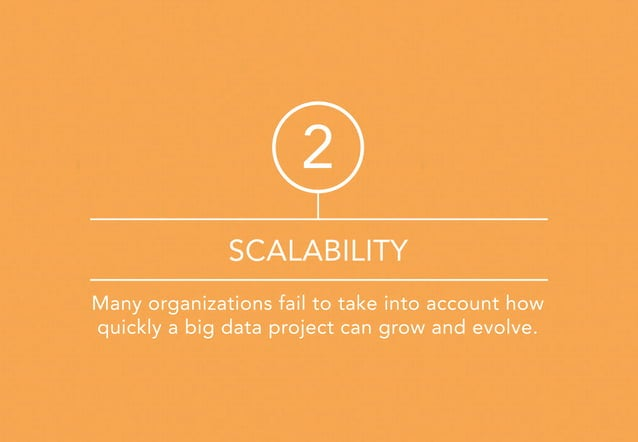 2
SCALABILITY
Many organizations fail to take into account how
quickly a big data project can grow and evolve.